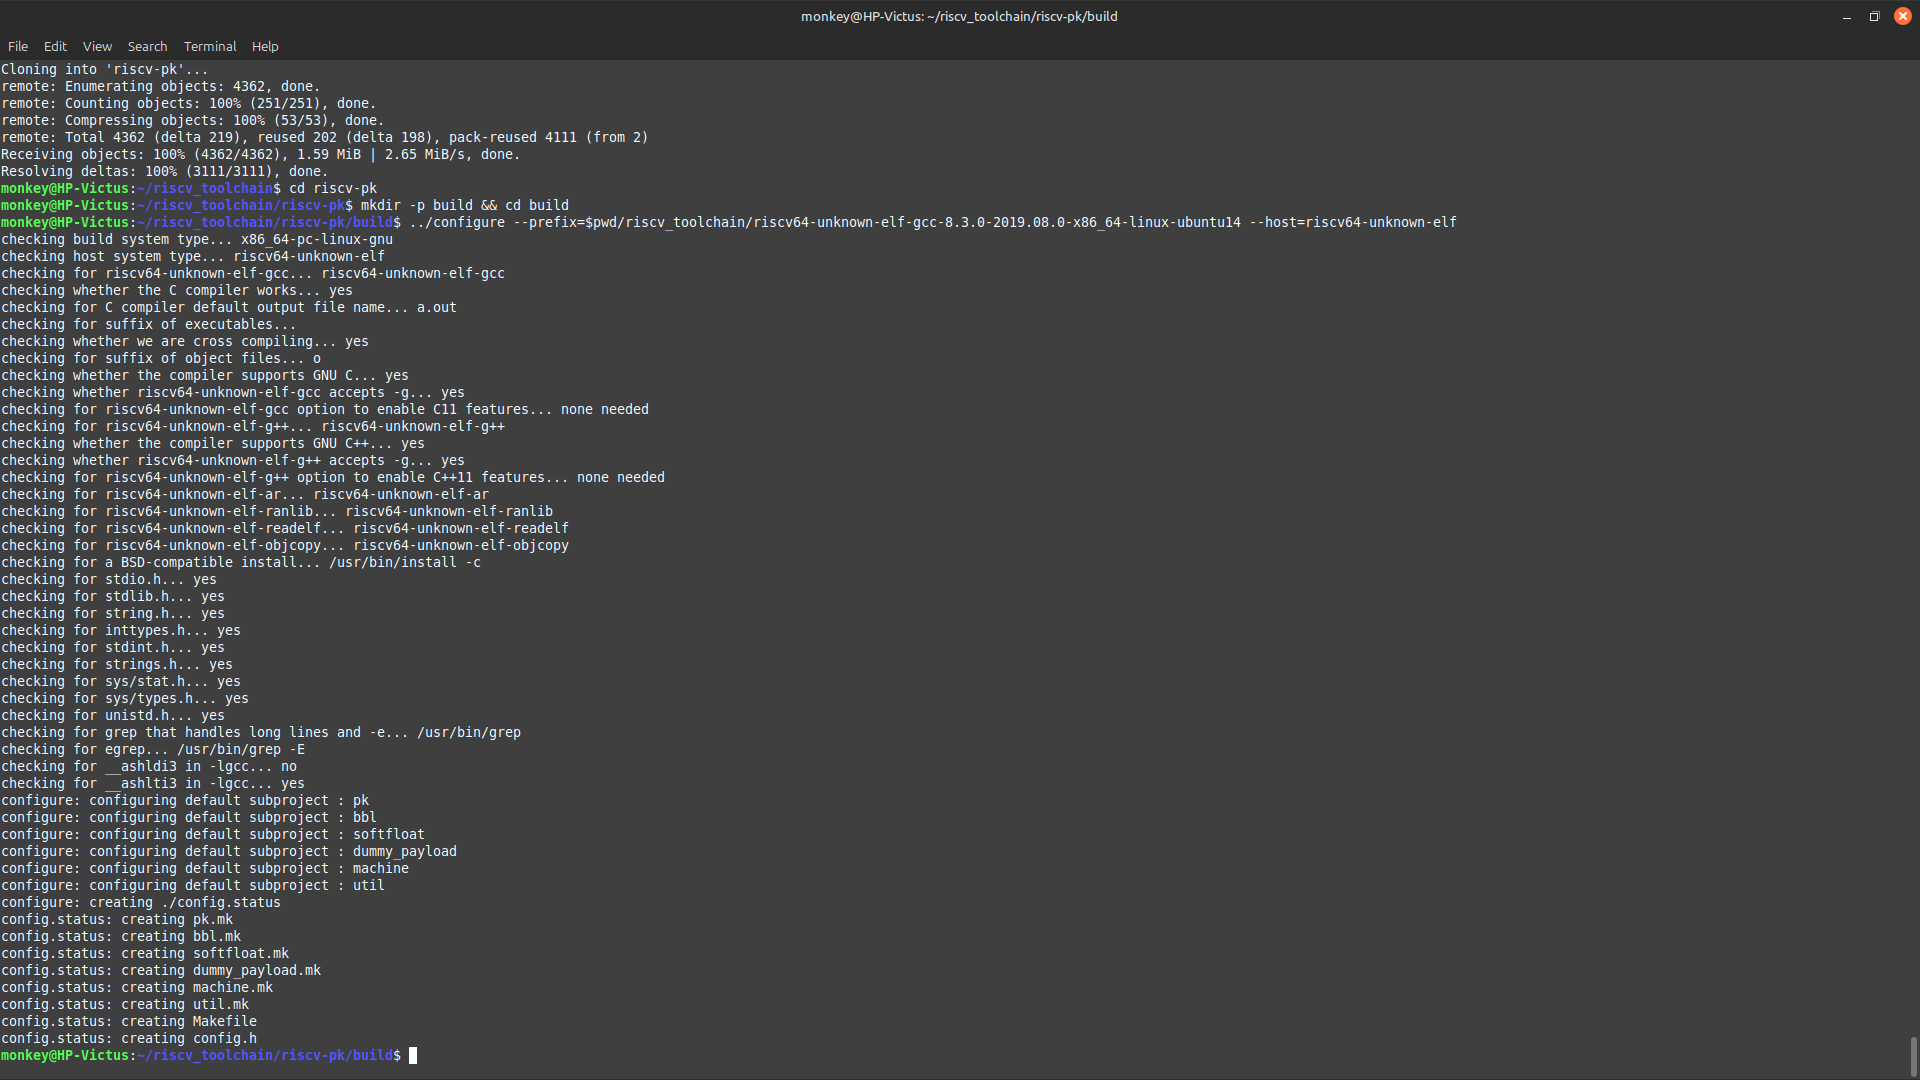 monkey@HP-Victus: ~/riscv_toolchain/riscv-pk/build
File Edit View Search Terminal Help
Cloning into 'riscv-pk'...
remote: Enumerating objects: 4362, done.
remote: Counting objects: 100% (251/251), done.
remote: Compressing objects: 100% (53/53), done.
remote: Total 4362 (delta 219), reused 202 (delta 198), pack-reused 4111 (from 2)
Receiving objects: 100% (4362/4362), 1.59 MiB | 2.65 MiB/s, done.
Resolving deltas: 100% (3111/3111), done.
monkey@HP-Victus:~/riscv_toolchain$ cd riscv-pk
monkey@HP-Victus:~/riscv_toolchain/riscv-pk$ mkdir -p build && cd build
monkey@HP-Victus:~/riscv_toolchain/riscv-pk/build$ ../configure --prefix=$pwd/riscv_toolchain/riscv64-unknown-elf-gcc-8.3.0-2019.08.0-x86_64-linux-ubuntu14 --host=riscv64-unknown-elf
checking build system type... x86_64-pc-linux-gnu
checking host system type... riscv64-unknown-elf
checking for riscv64-unknown-elf-gcc... riscv64-unknown-elf-gcc
checking whether the C compiler works... yes
checking for C compiler default output file name... a.out
checking for suffix of executables...
checking whether we are cross compiling... yes
checking for suffix of object files... o
checking whether the compiler supports GNU C... yes
checking whether riscv64-unknown-elf-gcc accepts -g... yes
checking for riscv64-unknown-elf-gcc option to enable C11 features... none needed
checking for riscv64-unknown-elf-g++... riscv64-unknown-elf-g++
checking whether the compiler supports GNU C++... yes
checking whether riscv64-unknown-elf-g++ accepts -g... yes
checking for riscv64-unknown-elf-g++ option to enable C++11 features... none needed
checking for riscv64-unknown-elf-ar... riscv64-unknown-elf-ar
checking for riscv64-unknown-elf-ranlib... riscv64-unknown-elf-ranlib
checking for riscv64-unknown-elf-readelf... riscv64-unknown-elf-readelf
checking for riscv64-unknown-elf-objcopy... riscv64-unknown-elf-objcopy
checking for a BSD-compatible install... /usr/bin/install -c
checking for stdio.h... yes
checking for stdlib.h... yes
checking for string.h... yes
checking for inttypes.h... yes
checking for stdint.h... yes
checking for strings.h... yes
checking for sys/stat.h... yes
checking for sys/types.h... yes
checking for unistd.h... yes
checking for grep that handles long lines and -e... /usr/bin/grep
checking for egrep... /usr/bin/grep -E
checking for __ashldi3 in -lgcc... no
checking for __ashlti3 in -lgcc... yes
configure: configuring default subproject : pk
configure: configuring default subproject : bbl
configure: configuring default subproject : softfloat
configure: configuring default subproject : dummy_payload
configure: configuring default subproject : machine
configure: configuring default subproject : util
configure: creating ./config.status
config.status: creating pk.mk
config.status: creating bbl.mk
config.status: creating softfloat.mk
config.status: creating dummy_payload.mk
config.status: creating machine.mk
config.status: creating util.mk
config.status: creating Makefile
config.status: creating config.h
monkey@HP-Victus:~/riscv_toolchain/riscv-pk/build$